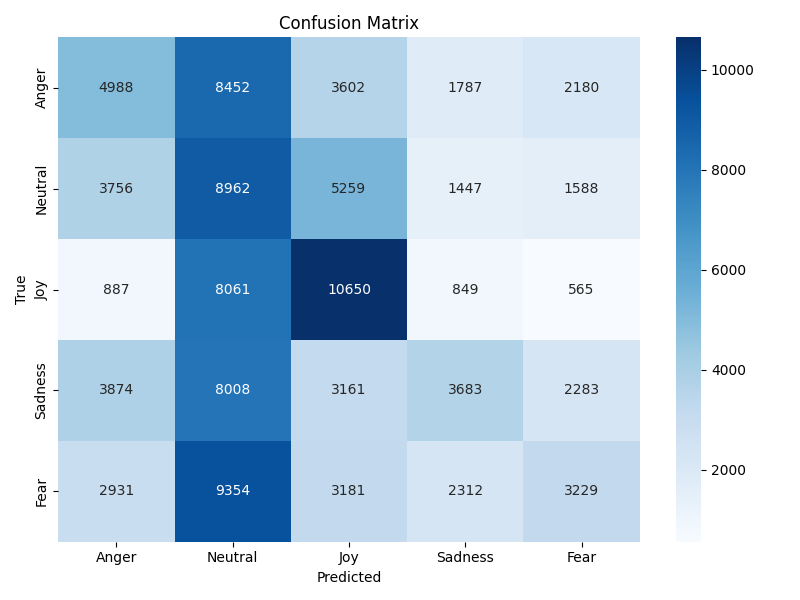 Confusion Matrix
Anger 4988 8452 3602 1787 2180
Neutral 3756 8962 5259 1447 1588
Joy 887 8061 10650 849 565
Sadness 3874 8008 3161 3683 2283
Fear 2931 9354 3181 2312 3229
Anger Neutral Joy Sadness Fear
Predicted
True
10000
8000
6000
4000
2000